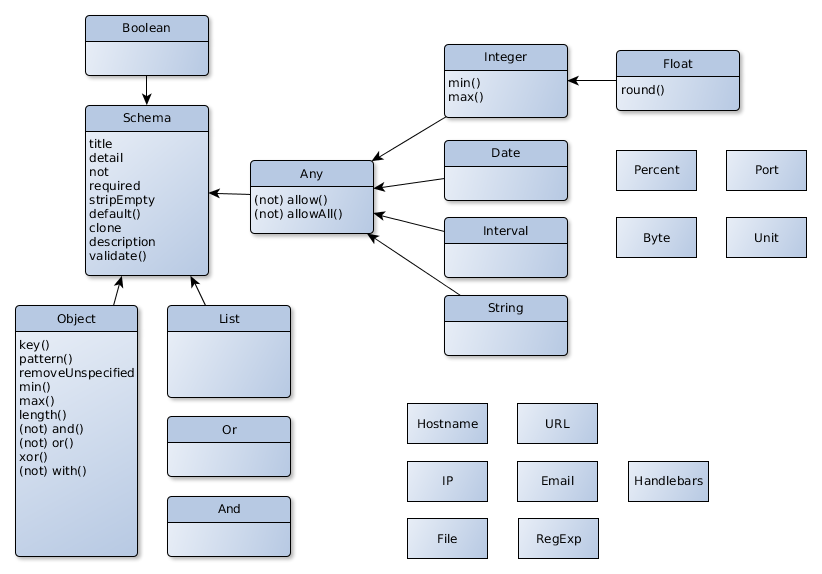 Boolean
Schema
title
detail
not
required
stripEmpty
default()
clone
description
validate()
Any
(not) allow()
(not) allowAll()
Integer
min()
max()
Float
round()
Date
Interval
String
Percent
Port
Byte
Unit
Object
key()
pattern()
removeUnspecified
min()
max()
length()
(not) and()
(not) or()
xor()
(not) with()
List
Or
And
Hostname
URL
IP
Email
Handlebars
File
RegExp